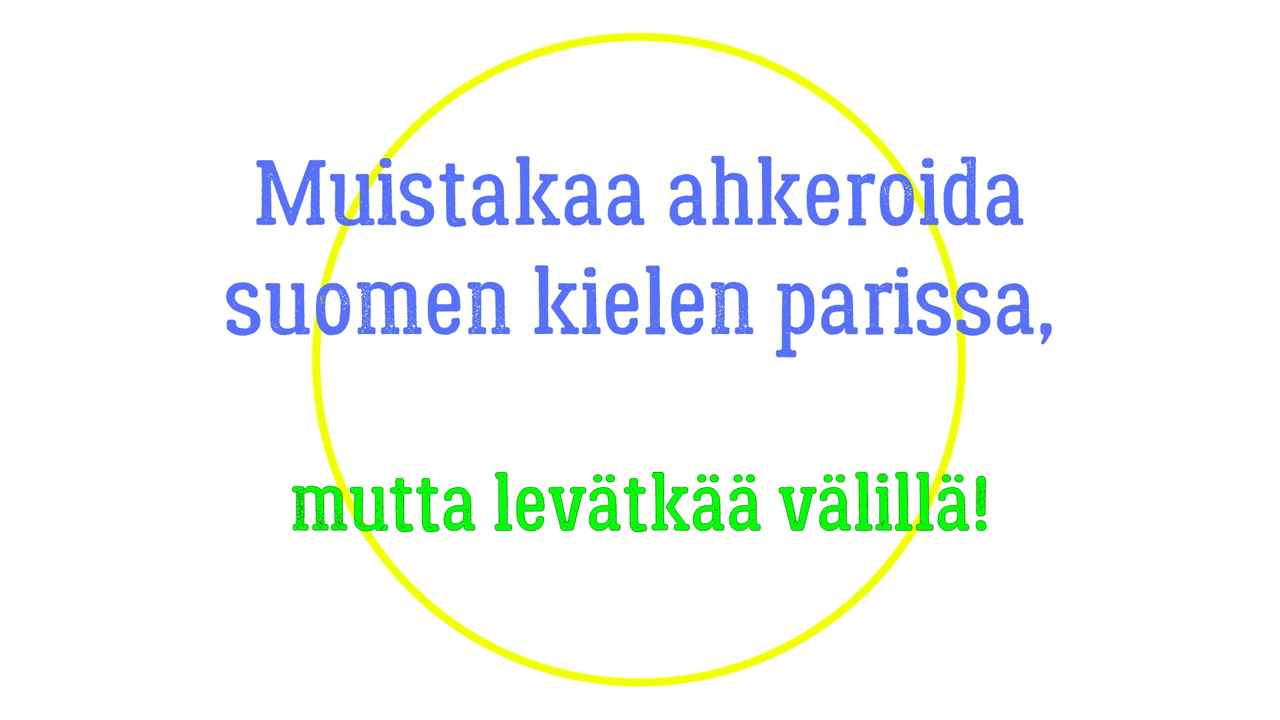 Muistakaa ahkeroida
suomen kielen parissa,
mutta levätkää välillä!